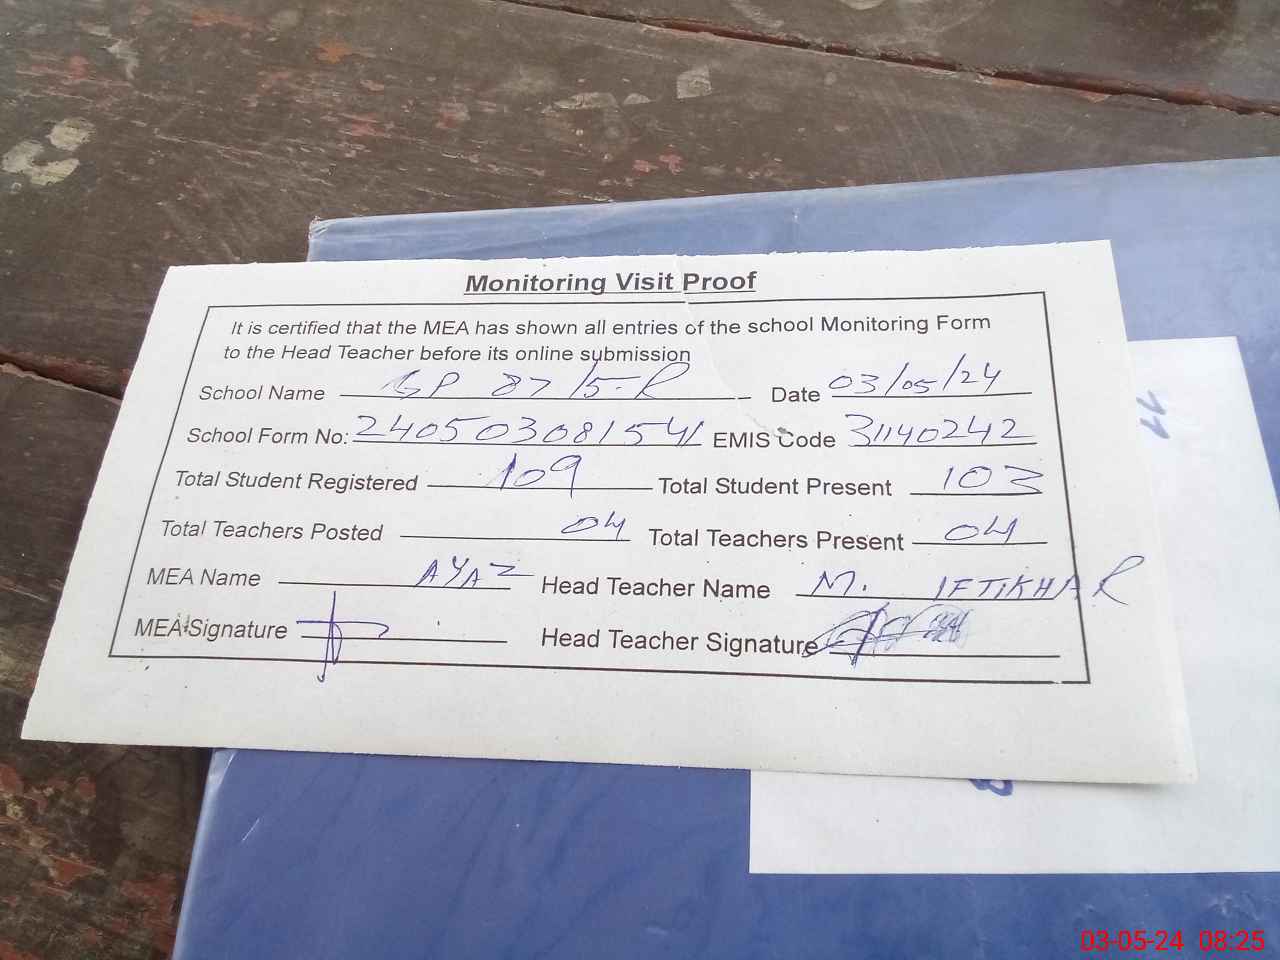 Monitoring Visit Proof
It is certified that the MEA has shown all entries of the school Monitoring Form
to the Head Teacher before its online submission
School Name GP 87/5-R Date 03/05/24
School Form No: 240503081541 EMIS Code 31140242
Total Student Registered 109 Total Student Present 103
Total Teachers Posted 04 Total Teachers Present 04
MEA Name AYAZ Head Teacher Name M. IFTIKHAR
MEA Signature Head Teacher Signature
03-05-24 08:25